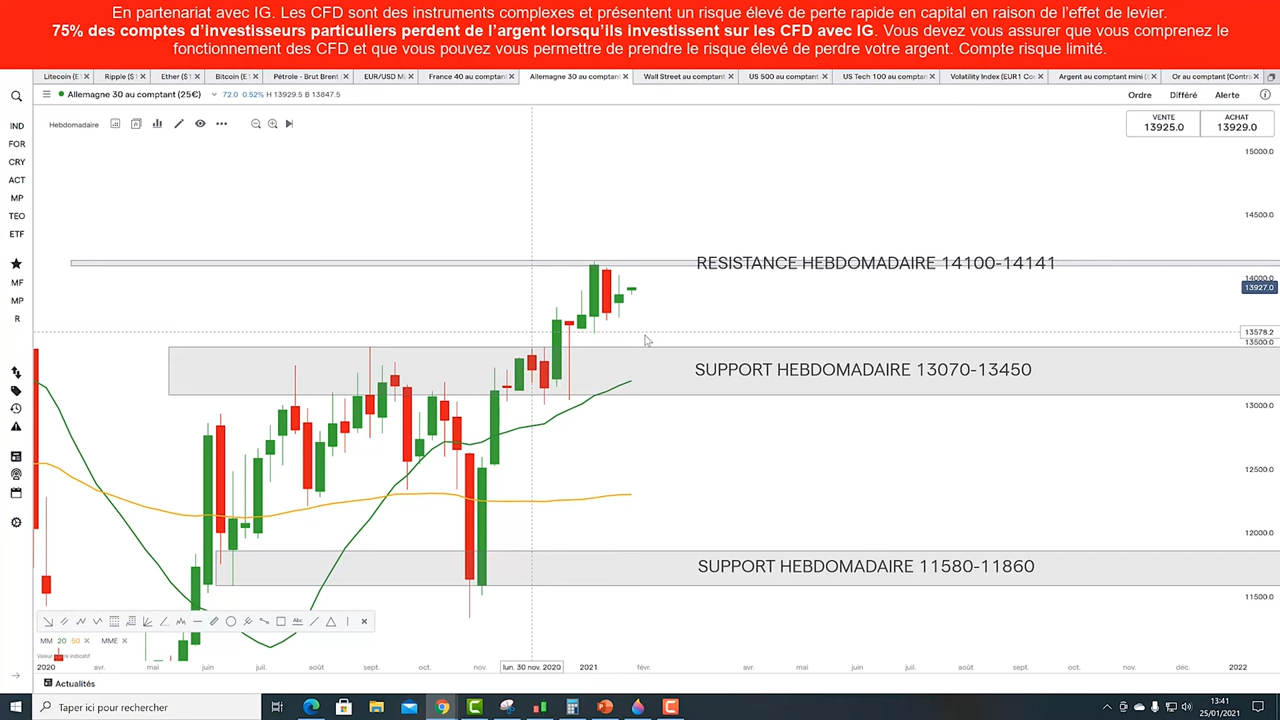 En partenariat avec IG. Les CFD sont des instruments complexes et présentent un risque élevé de perte rapide en capital en raison de l'effet de levier.
75% des comptes d'investisseurs particuliers perdent de l'argent lorsqu'ils investissent sur les CFD avec IG. Vous devez vous assurer que vous comprenez le
fonctionnement des CFD et que vous pouvez vous permettre de prendre le risque élevé de perdre votre argent. Compte risque limité.
Litecoin (E Ripple ($1 Ether ($1 Bitcoin (E1 Pétrole - Brut Brent EUR/USD M France 40 au comptant Allemagne 30 au comptan Wall Street au comptant US 500 au comptant US Tech 100 au comptant Volatility Index (EUR1 Co Argent au comptant mini ( Or au comptant (Contra
Allemagne 30 au comptant (25€) 72.0 0.52% H 13929.5 B 13847.5 Ordre Différé Alerte
Hebdomadaire
VENTE ACHAT
13925.0 13929.0
IND
FOR
CRY
ACT
MP
TEO
ETF
MF
MP
R
15000.0
14500.0
RESISTANCE HEBDOMADAIRE 14100-14141
14000.0
13927.0
13578.2
13500.0
SUPPORT HEBDOMADAIRE 13070-13450
13000.0
12500.0
12000.0
SUPPORT HEBDOMADAIRE 11580-11860
11500.0
Abc
MM 20 50 MME
2020 avr. mai juin juil. août sept. oct. nov. lun. 30 nov. 2020 2021 févr. avr. mai juin juil. août sept. oct. nov. déc. 2022
Actualités
Taper ici pour rechercher
13:41
25/01/2021